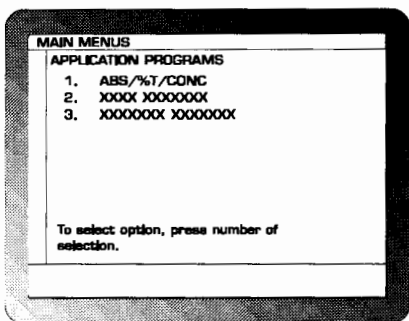 MAIN MENUS
APPLICATION PROGRAMS
1. ABS/%T/CONC
2. XXXX XXXXXXX
3. XXXXXXX XXXXXXX
To select option, press number of
selection.